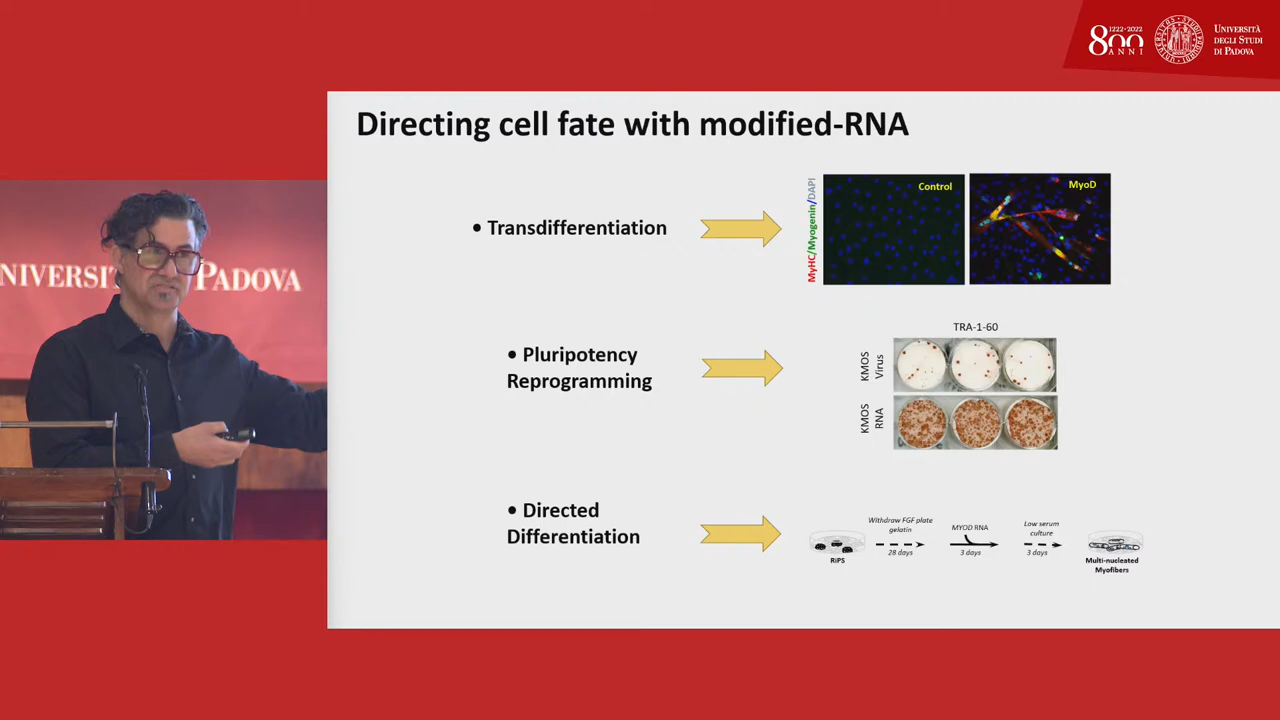 1222·2022
800
ANNI
UNIVERSITÀ
DEGLI STUDI
DI PADOVA
UNIVERSI
PADOVA
Directing cell fate with modified-RNA
• Transdifferentiation
MyHC/Myogenin/DAPI
Control
MyoD
• Pluripotency
Reprogramming
TRA-1-60
KMOS
Virus
KMOS
RNA
• Directed
Differentiation
RiPS
Withdraw FGF plate
gelatin
28 days
MYOD RNA
3 days
Low serum
culture
3 days
Multi-nucleated
Myofibers